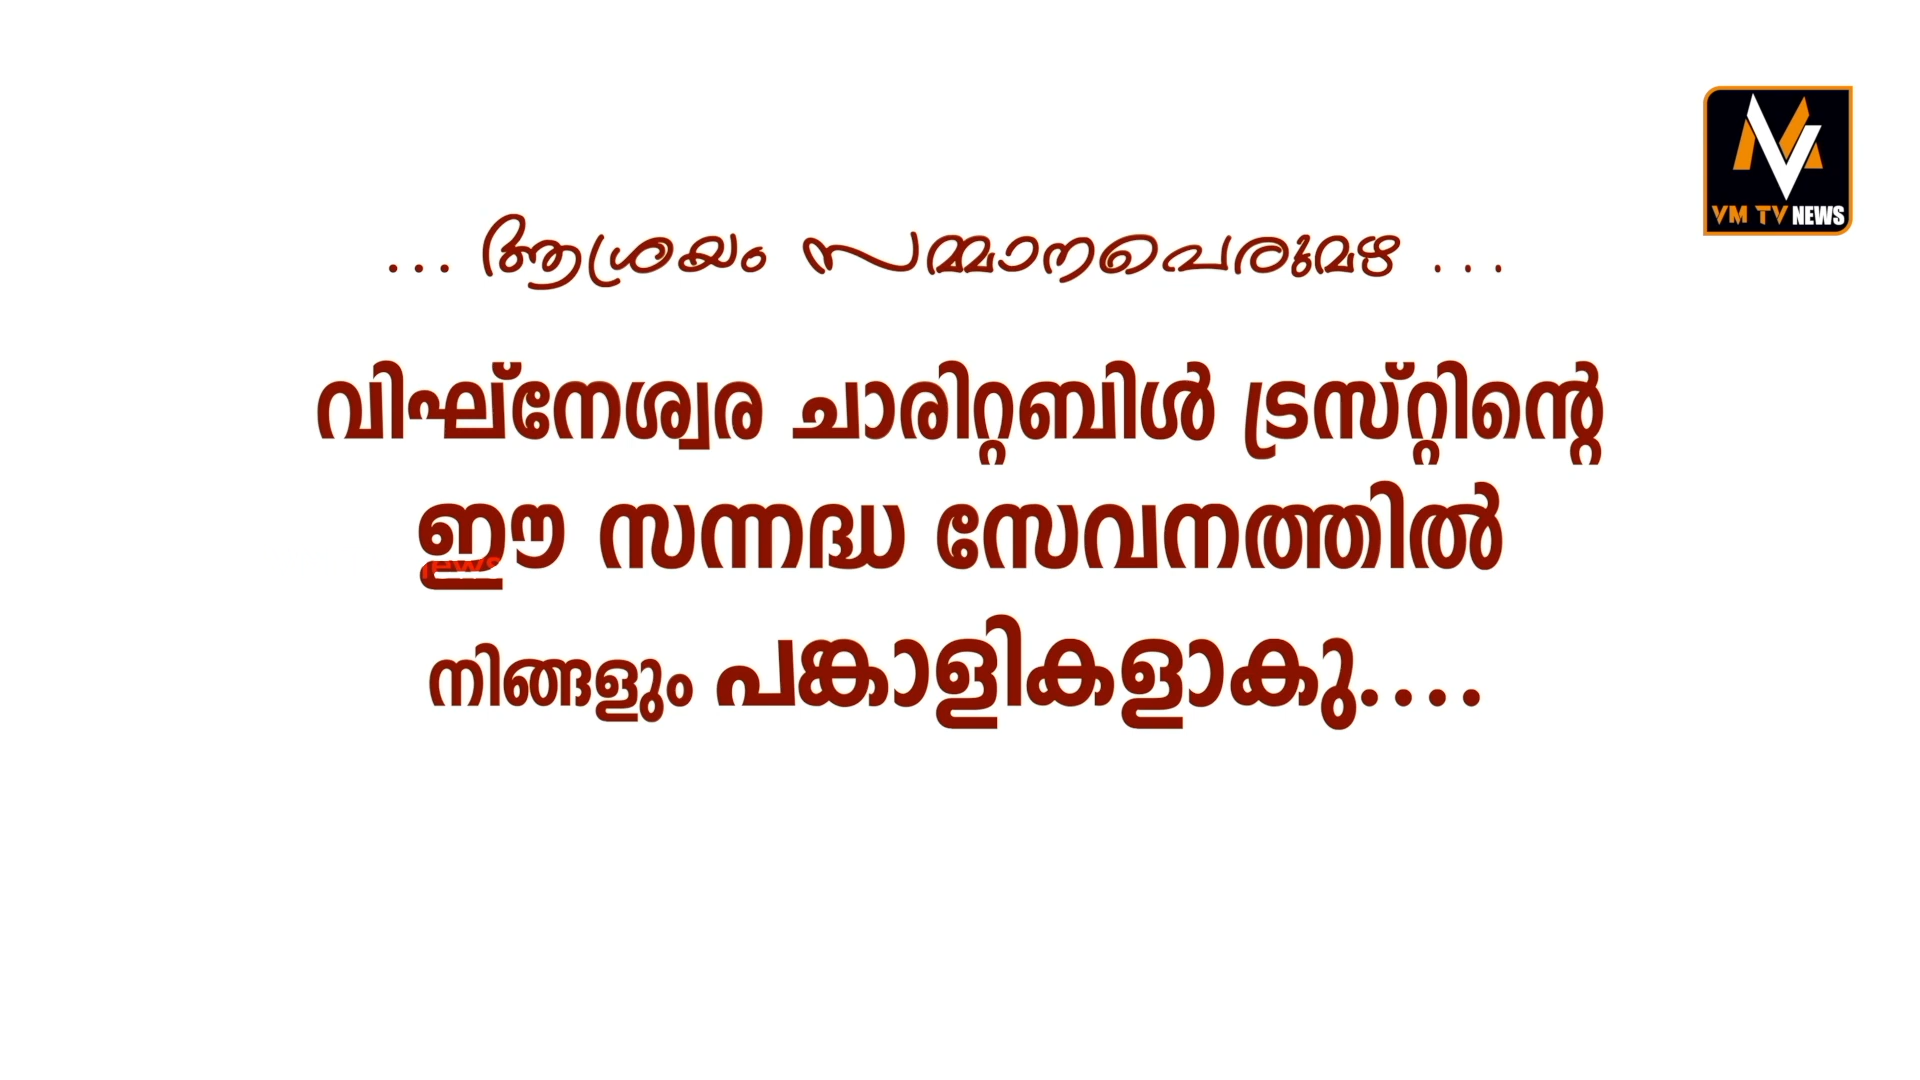 VM TV NEWS
... ആശ്രയം സമ്മാനപെരുമഴ ...
വിഘ്നേശ്വര ചാരിറ്റബിൾ ട്രസ്റ്റിന്റെ
ഈ സന്നദ്ധ സേവനത്തിൽ
നിങ്ങളും പങ്കാളികളാകു....